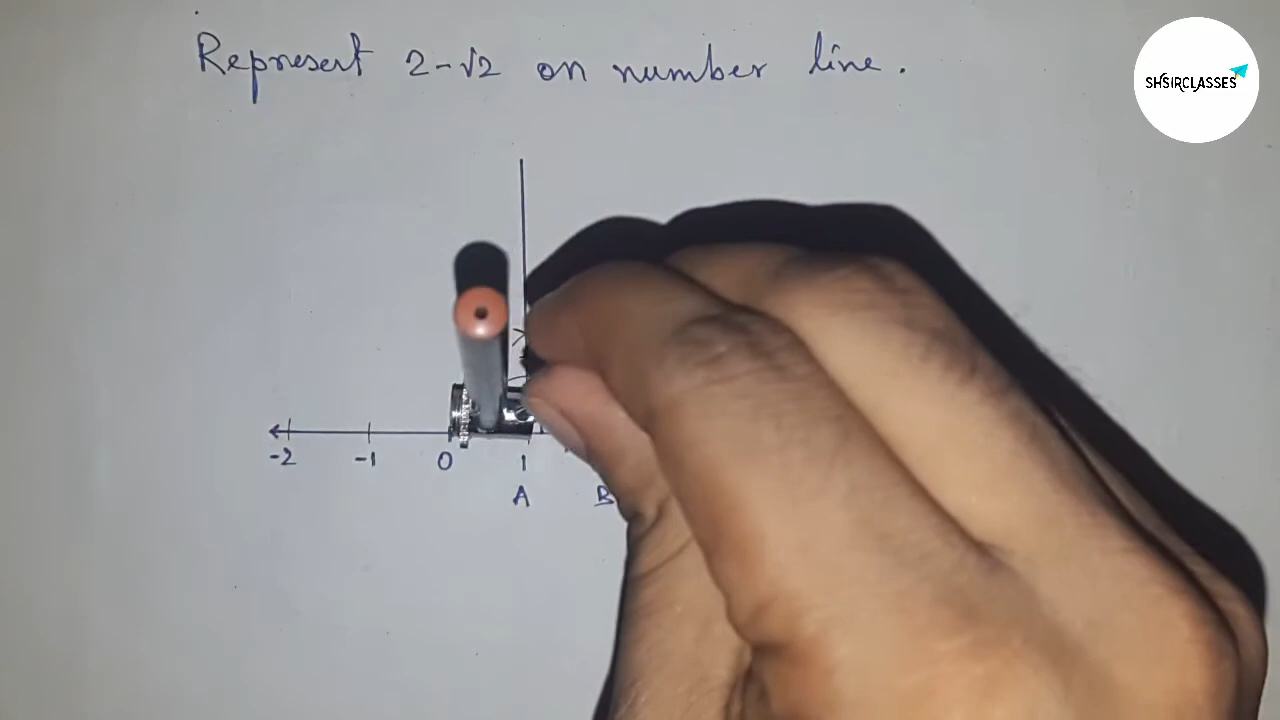 Represent 2-√2 on number line.
SHSIRCLASSES
-2 -1 0 1
A B